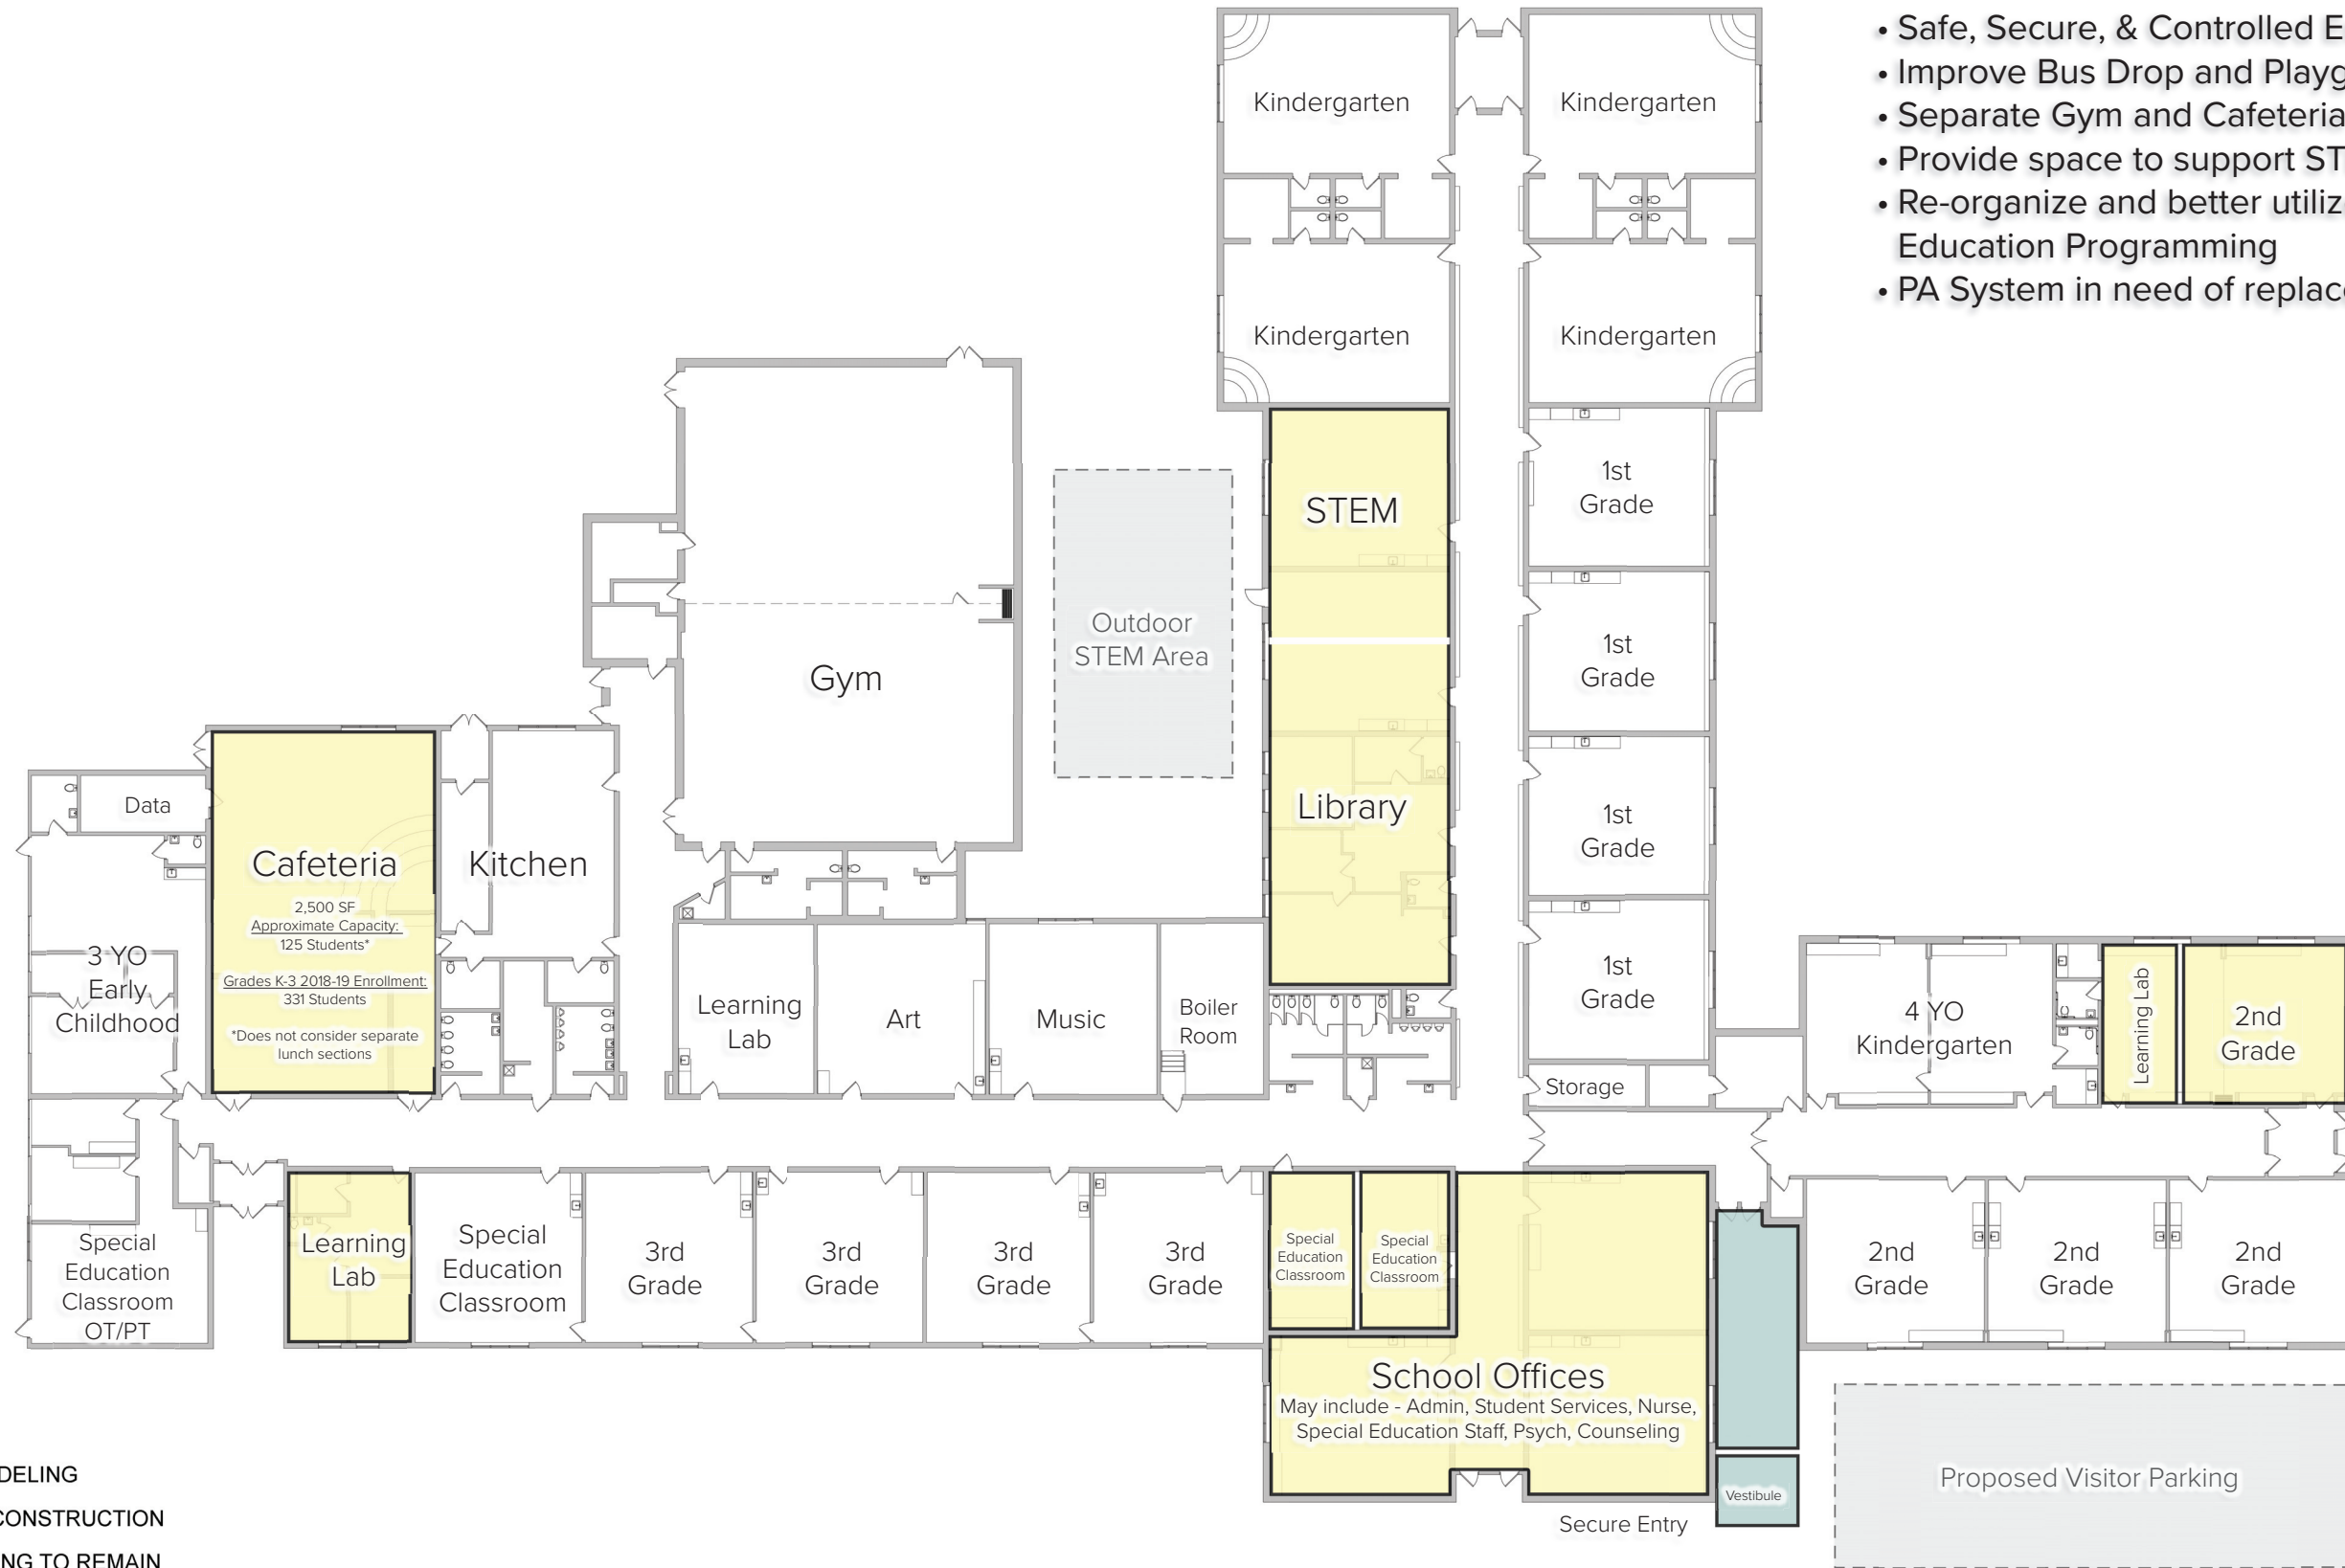 • Safe, Secure, & Controlled
• Improve Bus Drop and
• Separate Gym and Cafeteria
• Provide space to support
• Re-organize and better
Education Programming
• PA System in need of
Kindergarten
Kindergarten
Kindergarten
Kindergarten
STEM
1st
Grade
Outdoor
STEM Area
1st
Grade
Gym
Library
1st
Grade
Data
Cafeteria
2,500 SF
Approximate Capacity:
125 Students*
Grades K-3 2018-19 Enrollment:
331 Students
*Does not consider separate
lunch sections
Kitchen
3 YO
Early
Childhood
Learning
Lab
Art
Music
Boiler
Room
1st
Grade
Storage
4 YO
Kindergarten
Learning Lab
2nd
Grade
Special
Education
Classroom
OT/PT
Learning
Lab
Special
Education
Classroom
3rd
Grade
3rd
Grade
3rd
Grade
3rd
Grade
Special
Education
Classroom
Special
Education
Classroom
2nd
Grade
2nd
Grade
2nd
Grade
School Offices
May include - Admin, Student Services, Nurse,
Special Education Staff, Psych, Counseling
Vestibule
Secure Entry
Proposed Visitor Parking
DELING
CONSTRUCTION
NG TO REMAIN